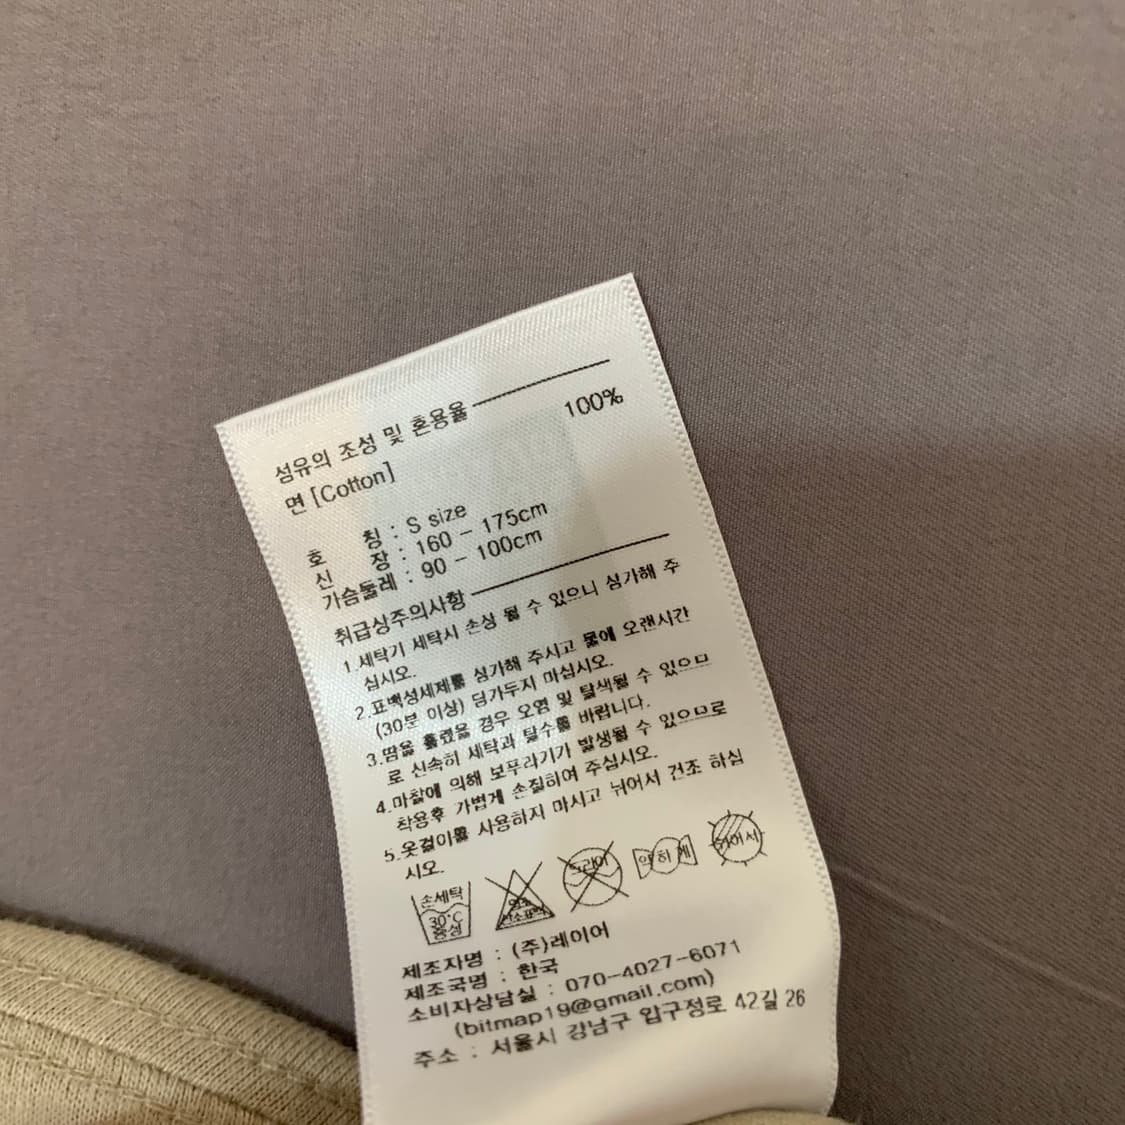 섬유의 조성 및 혼용율
면 [Cotton] 100%
호 칭 : S size
신 장 : 160 - 175cm
가슴둘레 : 90 - 100cm
취급상주의사항
1.세탁기 세탁시 손상 될 수 있으니 삼가해 주
십시오.
2.표백성세제를 삼가해 주시고 물에 오랜시간
(30분 이상) 담가두지 마십시오.
3.땀을 흘렸을 경우 오염 및 탈색될 수 있으므
로 신속히 세탁과 탈수를 바랍니다.
4.마찰에 의해 보푸라기가 발생될 수 있으므로
착용후 가볍게 손질하여 주십시오.
5.옷걸이를 사용하지 마시고 뉘어서 건조 하십
시오.
손세탁
30°C
중성
염소
산소표백
드라이
약하게
뉘어서
제조자명 : (주)레이어
제조국명 : 한국
소비자상담실 : 070-4027-6071
(bitmap19@gmail.com)
주소 : 서울시 강남구 압구정로 42길 26